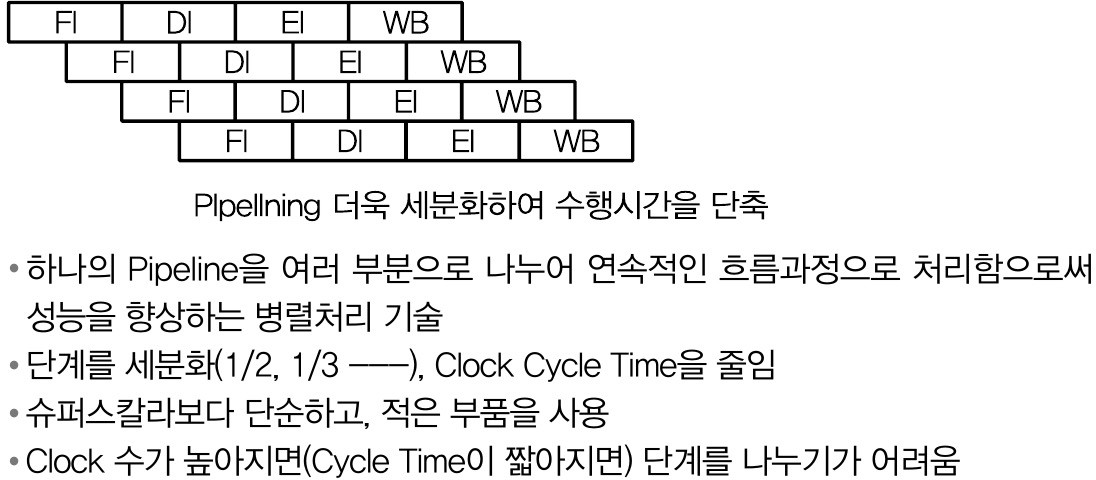 FI DI EI WB
FI DI EI WB
FI DI EI WB
FI DI EI WB
PIpelIning 더욱 세분화하여 수행시간을 단축
• 하나의 Pipeline을 여러 부분으로 나누어 연속적인 흐름과정으로 처리함으로써
성능을 향상하는 병렬처리 기술
• 단계를 세분화(1/2, 1/3 ―――), Clock Cycle Time을 줄임
• 슈퍼스칼라보다 단순하고, 적은 부품을 사용
• Clock 수가 높아지면(Cycle Time이 짧아지면) 단계를 나누기가 어려움